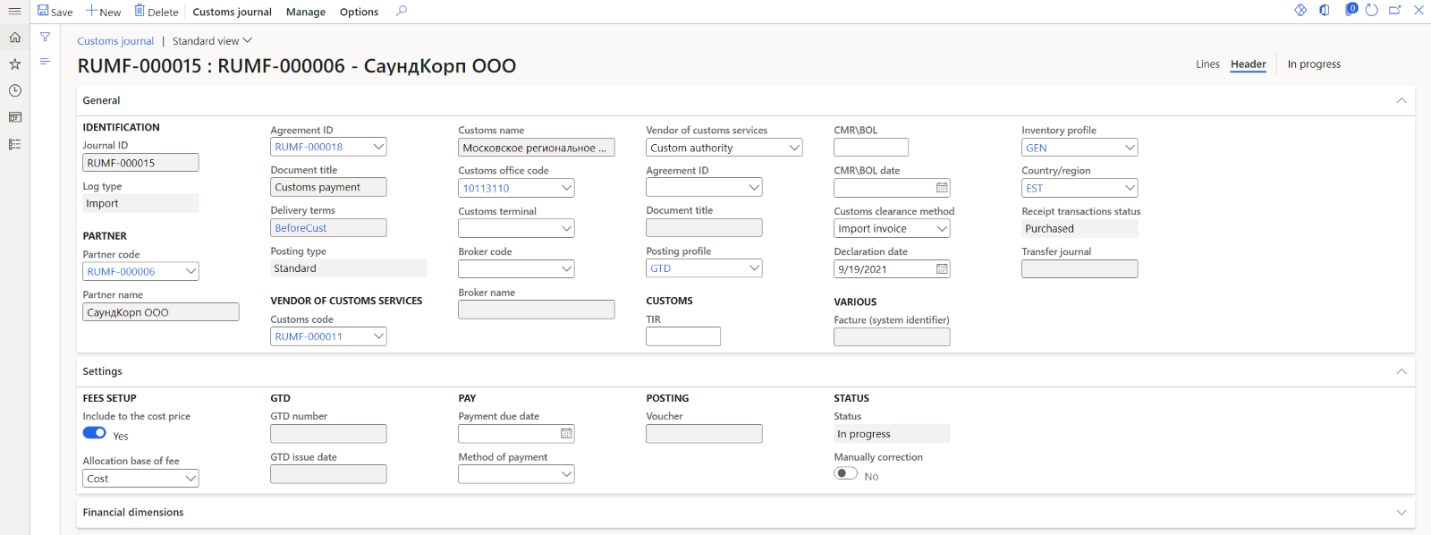 Save New Delete Customs journal Manage Options 0
Customs journal | Standard view
RUMF-000015 : RUMF-000006 - СаундКорп ООО
Lines Header In progress
General
IDENTIFICATION
Journal ID
RUMF-000015
Log type
Import
PARTNER
Partner code
RUMF-000006
Partner name
СаундКорп ООО
Agreement ID
RUMF-000018
Document title
Customs payment
Delivery terms
BeforeCust
Posting type
Standard
VENDOR OF CUSTOMS SERVICES
Customs code
RUMF-000011
Customs name
Московское региональное ...
Customs office code
10113110
Customs terminal
Broker code
Broker name
Vendor of customs services
Custom authority
Agreement ID
Document title
Posting profile
GTD
CUSTOMS
TIR
CMR\BOL
CMR\BOL date
Customs clearance method
Import invoice
Declaration date
9/19/2021
VARIOUS
Facture (system identifier)
Inventory profile
GEN
Country/region
EST
Receipt transactions status
Purchased
Transfer journal
Settings
FEES SETUP
Include to the cost price
Yes
Allocation base of fee
Cost
GTD
GTD number
GTD issue date
PAY
Payment due date
Method of payment
POSTING
Voucher
STATUS
Status
In progress
Manually correction
No
Financial dimensions